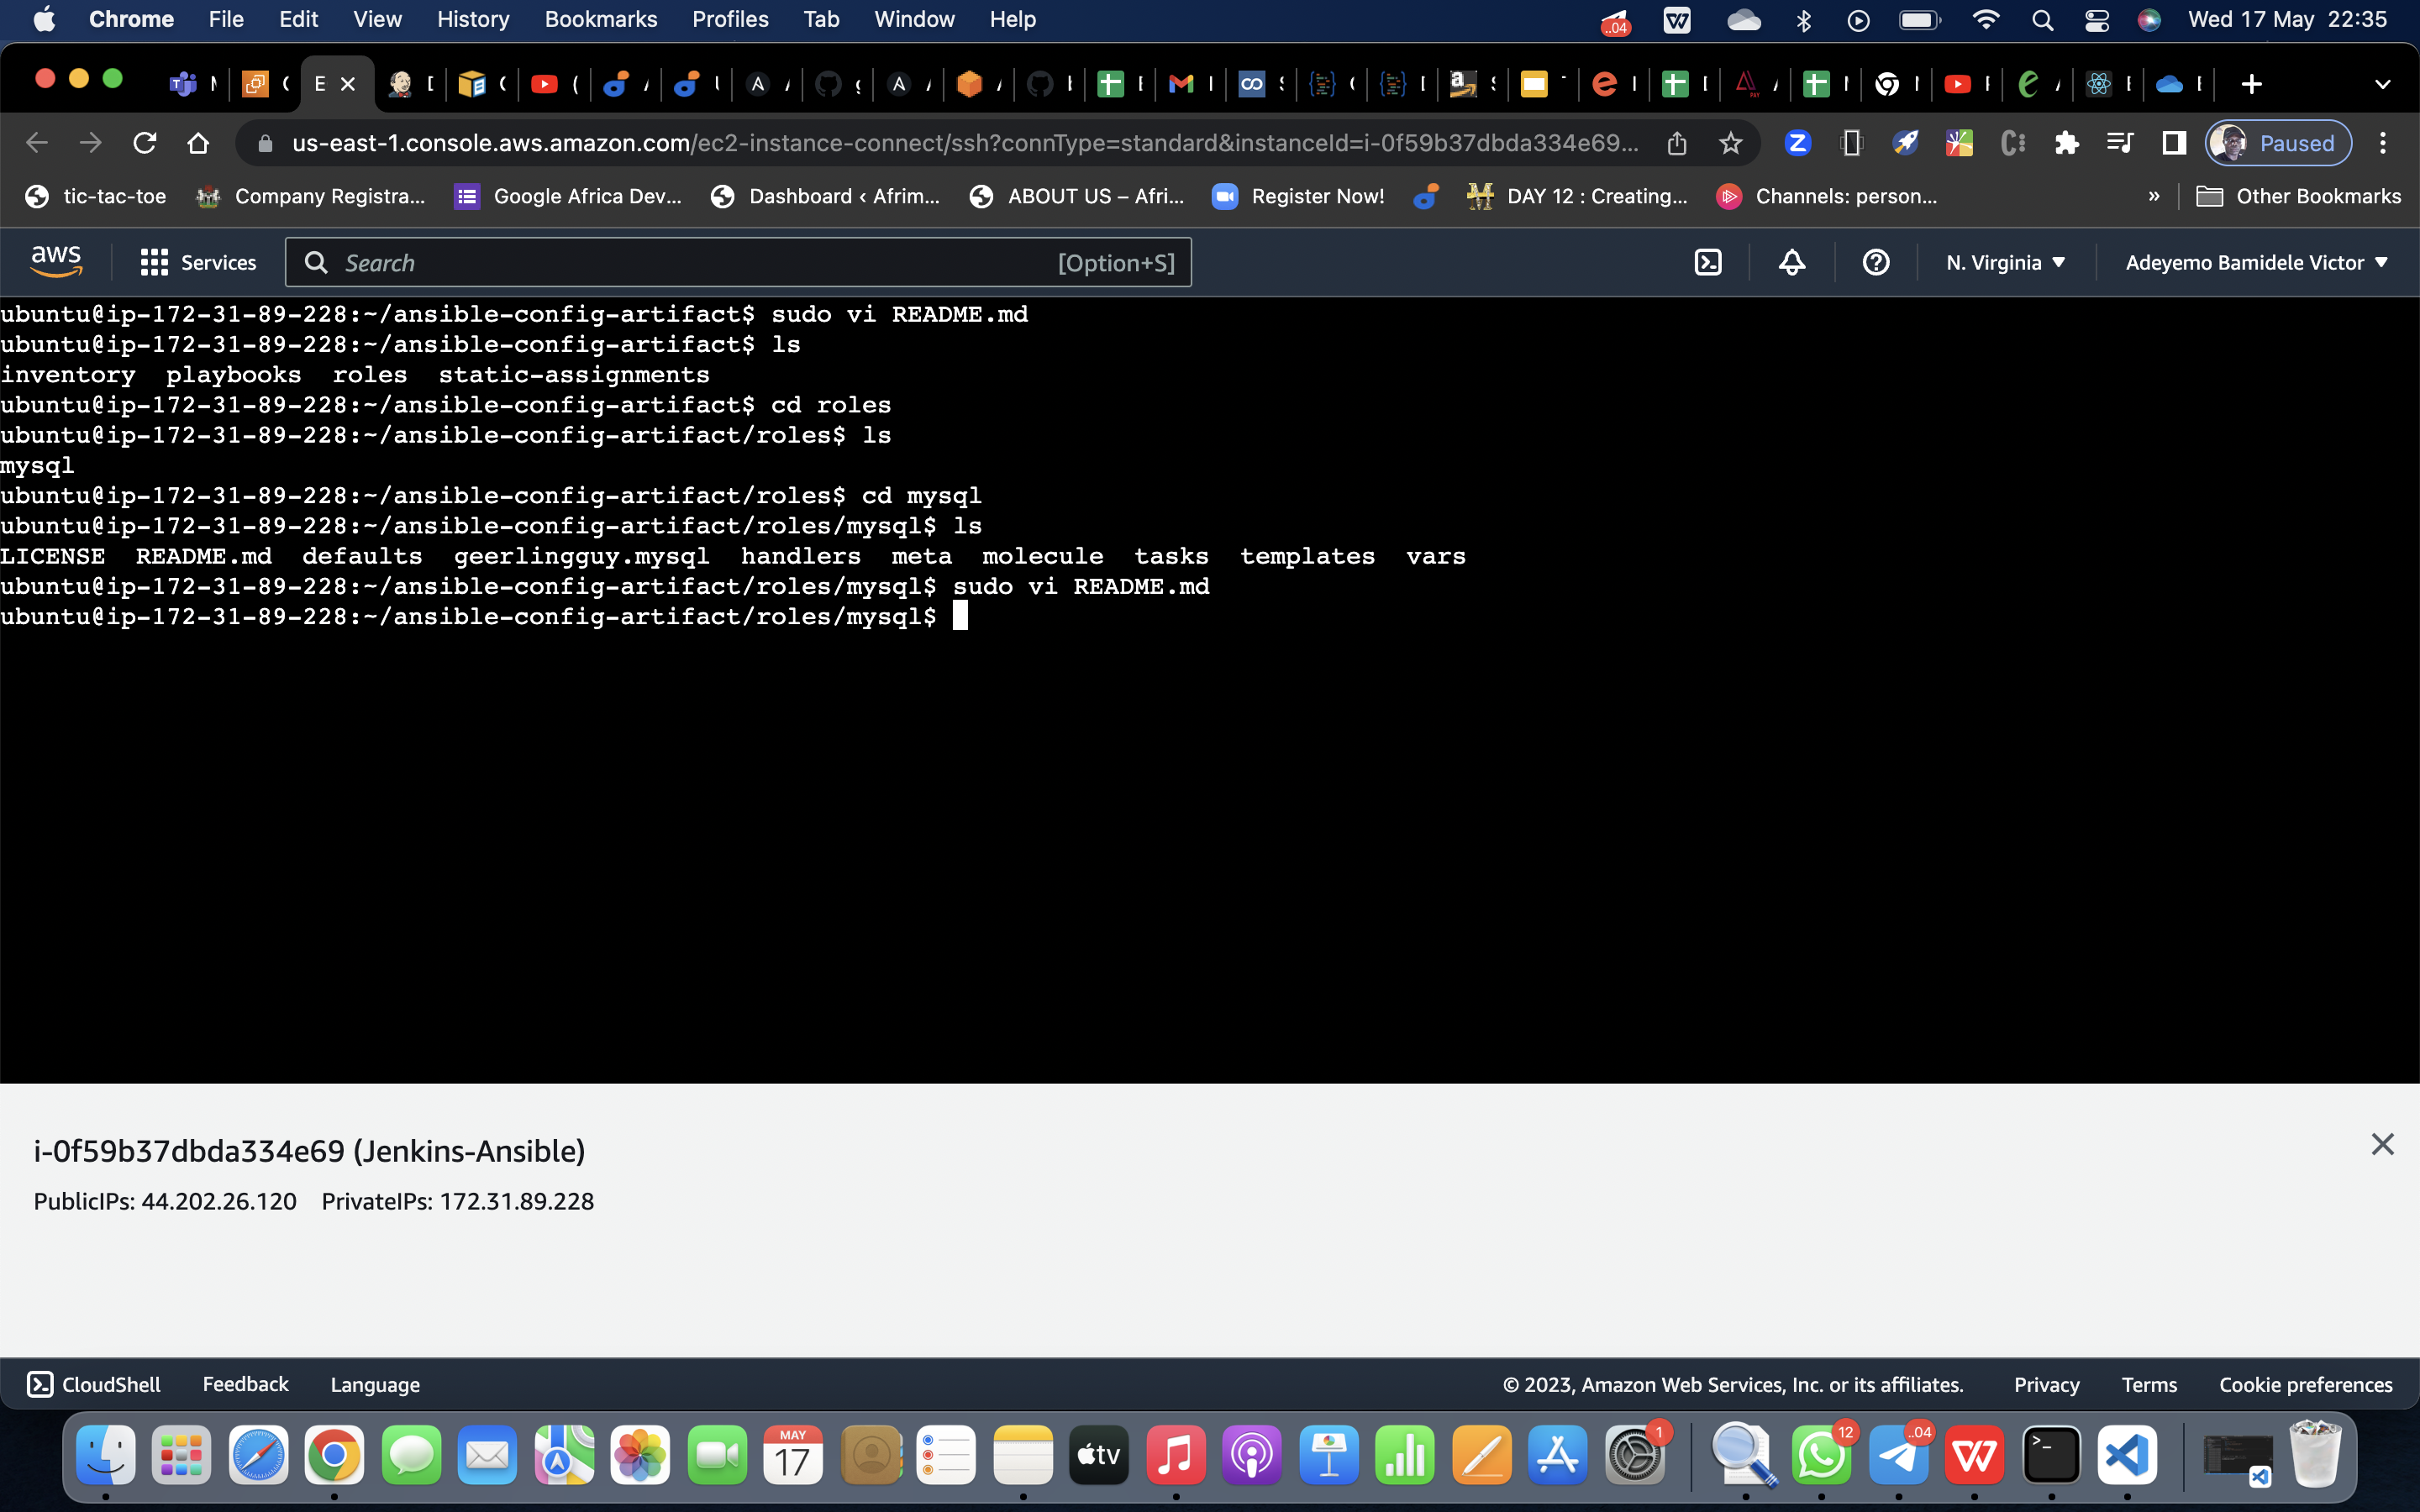 Chrome File Edit View History Bookmarks Profiles Tab Window Help
..04
Wed 17 May 22:35
E
us-east-1.console.aws.amazon.com/ec2-instance-connect/ssh?connType=standard&instanceId=i-0f59b37dbda334e69...
Paused
tic-tac-toe
Company Registra...
Google Africa Dev...
Dashboard ‹ Afrim...
ABOUT US – Afri...
Register Now!
DAY 12 : Creating...
Channels: person...
»
Other Bookmarks
aws
Services
Search
[Option+S]
N. Virginia
Adeyemo Bamidele Victor
ubuntu@ip-172-31-89-228:~/ansible-config-artifact$ sudo vi README.md
ubuntu@ip-172-31-89-228:~/ansible-config-artifact$ ls
inventory playbooks roles static-assignments
ubuntu@ip-172-31-89-228:~/ansible-config-artifact$ cd roles
ubuntu@ip-172-31-89-228:~/ansible-config-artifact/roles$ ls
mysql
ubuntu@ip-172-31-89-228:~/ansible-config-artifact/roles$ cd mysql
ubuntu@ip-172-31-89-228:~/ansible-config-artifact/roles/mysql$ ls
LICENSE README.md defaults geerlingguy.mysql handlers meta molecule tasks templates vars
ubuntu@ip-172-31-89-228:~/ansible-config-artifact/roles/mysql$ sudo vi README.md
ubuntu@ip-172-31-89-228:~/ansible-config-artifact/roles/mysql$
i-0f59b37dbda334e69 (Jenkins-Ansible)
PublicIPs: 44.202.26.120 PrivateIPs: 172.31.89.228
CloudShell Feedback Language
© 2023, Amazon Web Services, Inc. or its affiliates.
Privacy Terms Cookie preferences
MAY
17
tv
1
12
..04